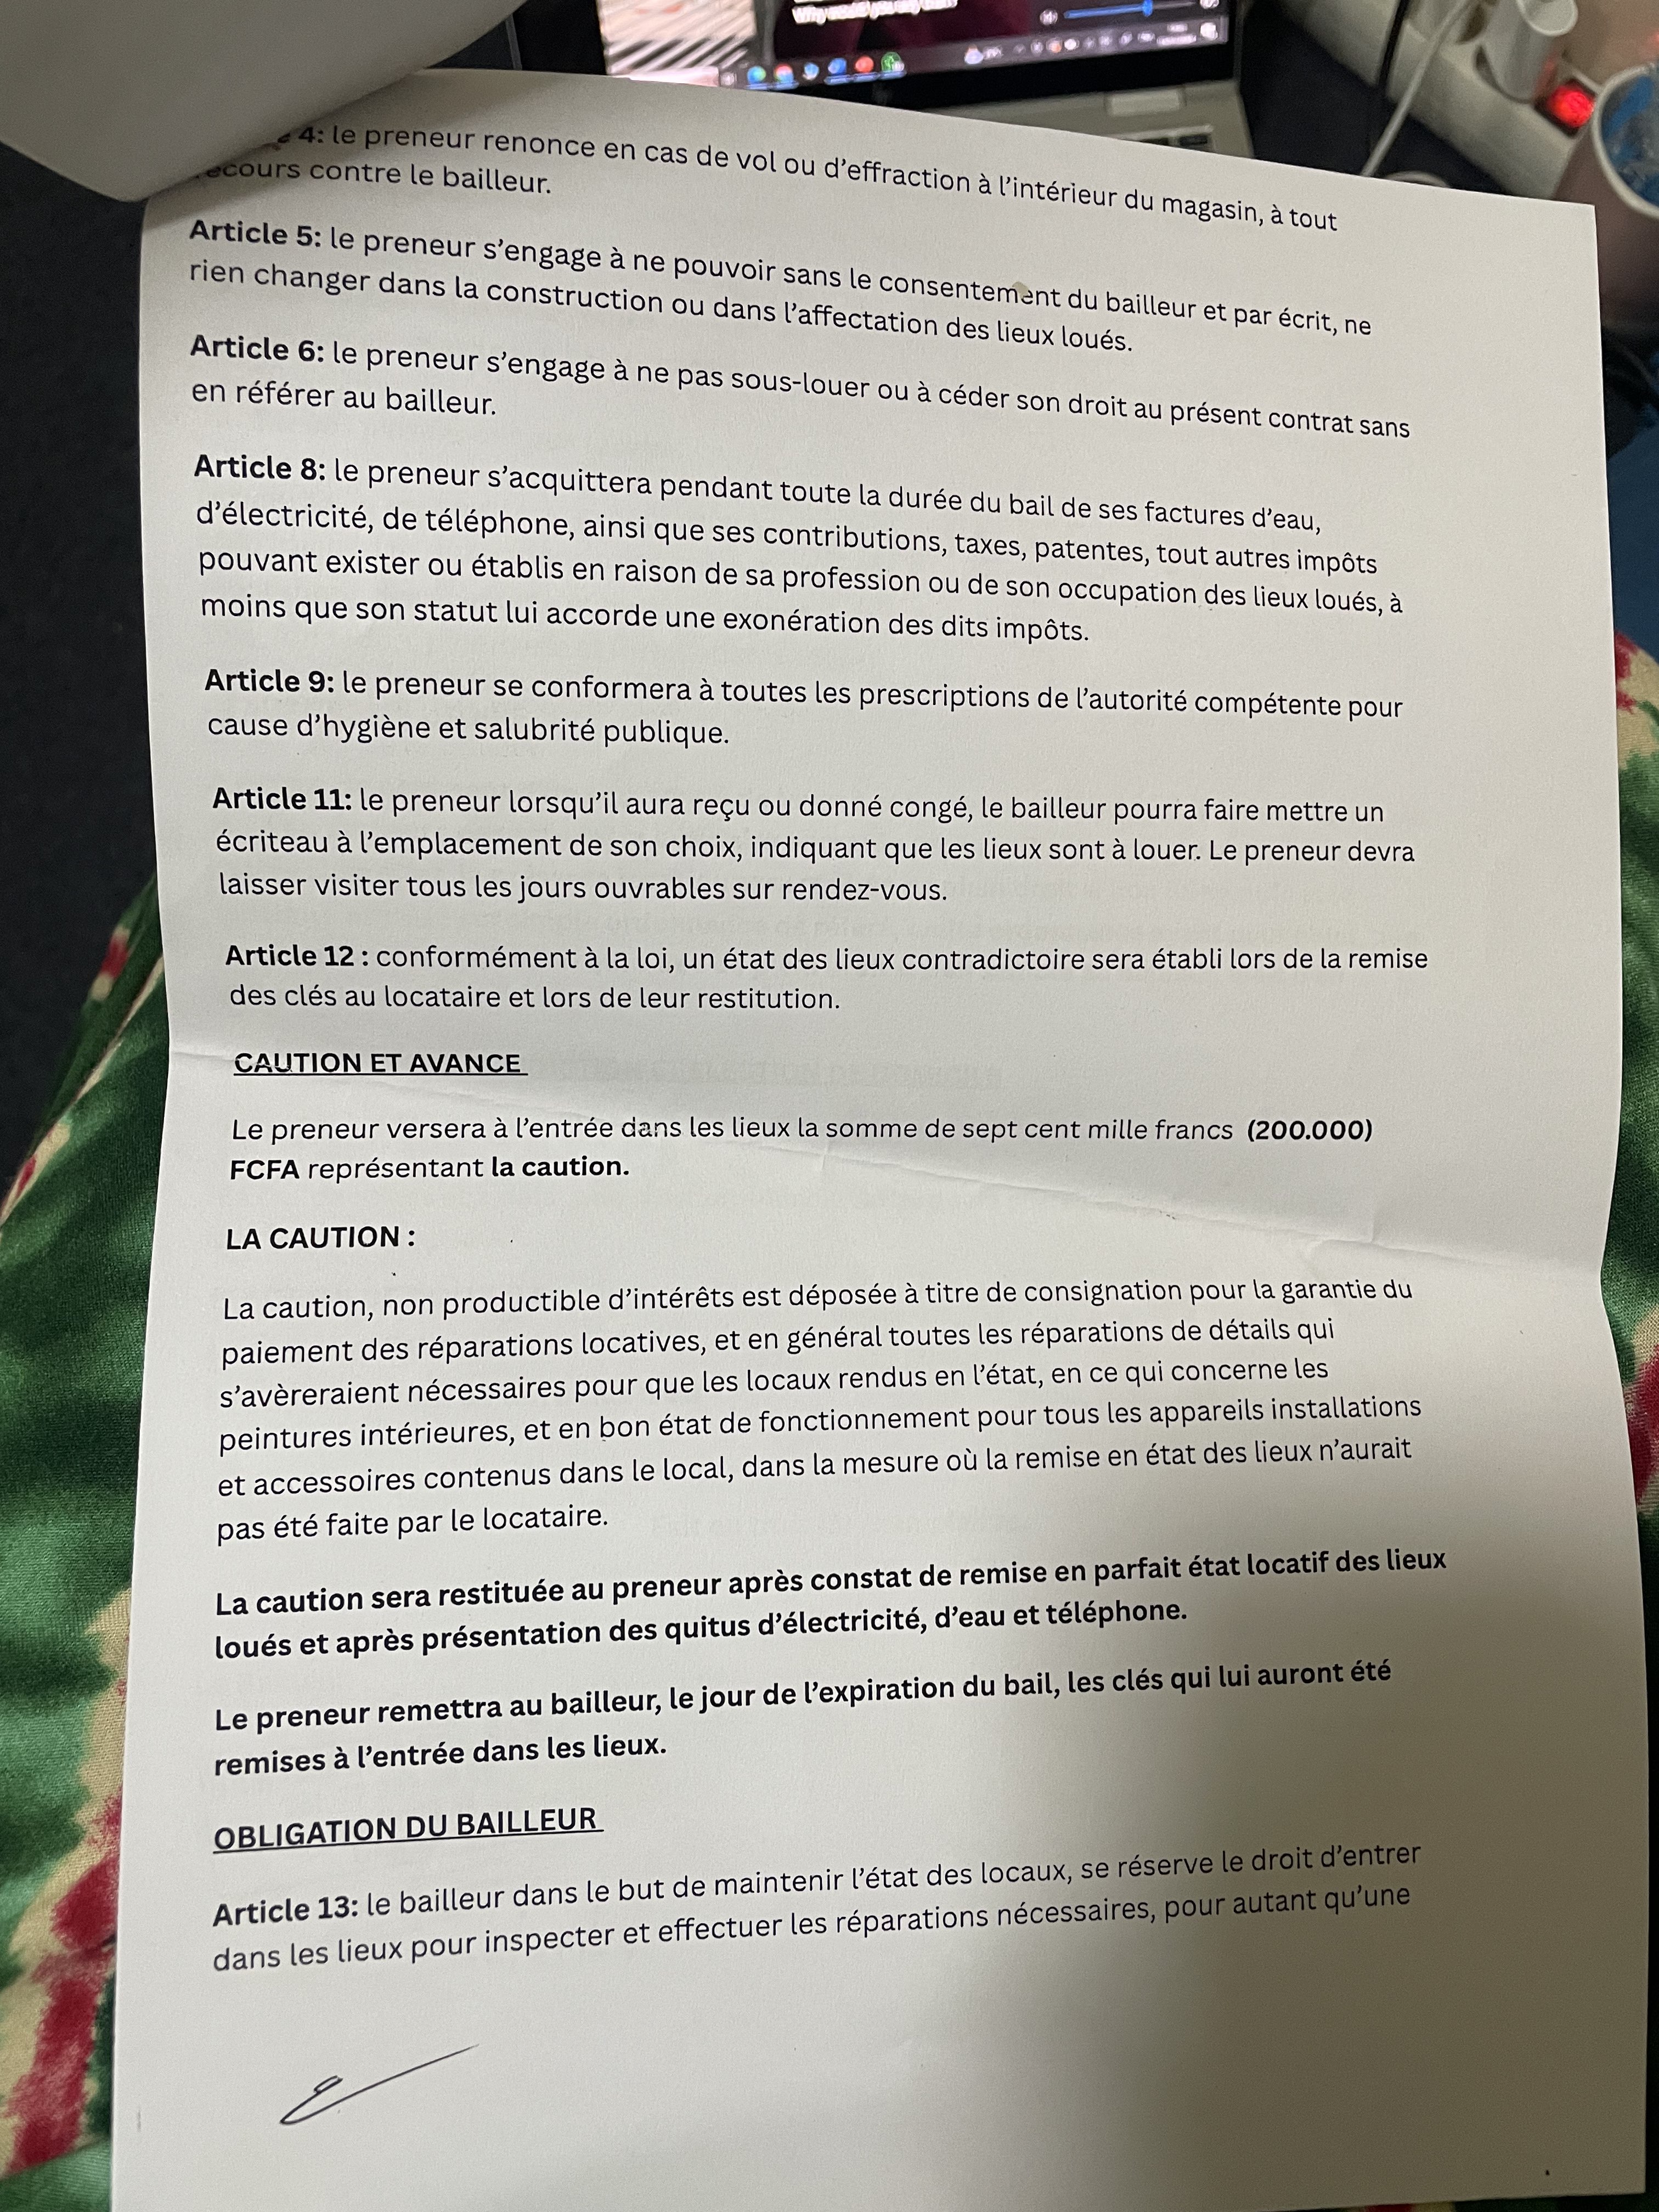 4: le preneur renonce en cas de vol ou d'effraction à l'intérieur du magasin, à tout
recours contre le bailleur.
Article 5: le preneur s'engage à ne pouvoir sans le consentement du bailleur et par écrit, ne
rien changer dans la construction ou dans l'affectation des lieux loués.
Article 6: le preneur s'engage à ne pas sous-louer ou à céder son droit au présent contrat sans
en référer au bailleur.
Article 8: le preneur s'acquittera pendant toute la durée du bail de ses factures d'eau,
d'électricité, de téléphone, ainsi que ses contributions, taxes, patentes, tout autres impôts
pouvant exister ou établis en raison de sa profession ou de son occupation des lieux loués, à
moins que son statut lui accorde une exonération des dits impôts.
Article 9: le preneur se conformera à toutes les prescriptions de l'autorité compétente pour
cause d'hygiène et salubrité publique.
Article 11: le preneur lorsqu'il aura reçu ou donné congé, le bailleur pourra faire mettre un
écriteau à l'emplacement de son choix, indiquant que les lieux sont à louer. Le preneur devra
laisser visiter tous les jours ouvrables sur rendez-vous.
Article 12 : conformément à la loi, un état des lieux contradictoire sera établi lors de la remise
des clés au locataire et lors de leur restitution.
CAUTION ET AVANCE
Le preneur versera à l'entrée dans les lieux la somme de sept cent mille francs (200.000)
FCFA représentant la caution.
LA CAUTION :
La caution, non productible d'intérêts est déposée à titre de consignation pour la garantie du
paiement des réparations locatives, et en général toutes les réparations de détails qui
s'avèreraient nécessaires pour que les locaux rendus en l'état, en ce qui concerne les
peintures intérieures, et en bon état de fonctionnement pour tous les appareils installations
et accessoires contenus dans le local, dans la mesure où la remise en état des lieux n'aurait
pas été faite par le locataire.
La caution sera restituée au preneur après constat de remise en parfait état locatif des lieux
loués et après présentation des quitus d'électricité, d'eau et téléphone.
Le preneur remettra au bailleur, le jour de l'expiration du bail, les clés qui lui auront été
remises à l'entrée dans les lieux.
OBLIGATION DU BAILLEUR
Article 13: le bailleur dans le but de maintenir l'état des locaux, se réserve le droit d'entrer
dans les lieux pour inspecter et effectuer les réparations nécessaires, pour autant qu'une